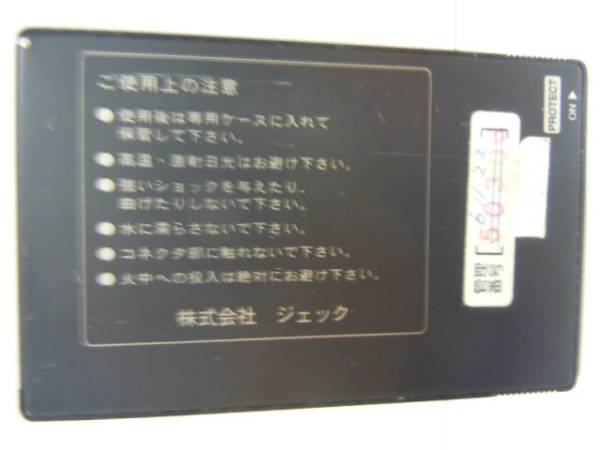 ご使用上の注意
●使用後は専用ケースに入れて
保管して下さい。
●高温・直射日光はお避け下さい。
●強いショックを与えたり、
曲げたりしないで下さい。
●水に濡らさないで下さい。
●コネクタ部に触れないで下さい。
●火中への投入は絶対にお避け下さい。
株式会社 ジェック
PROTECT
ON ▶
管理
番号